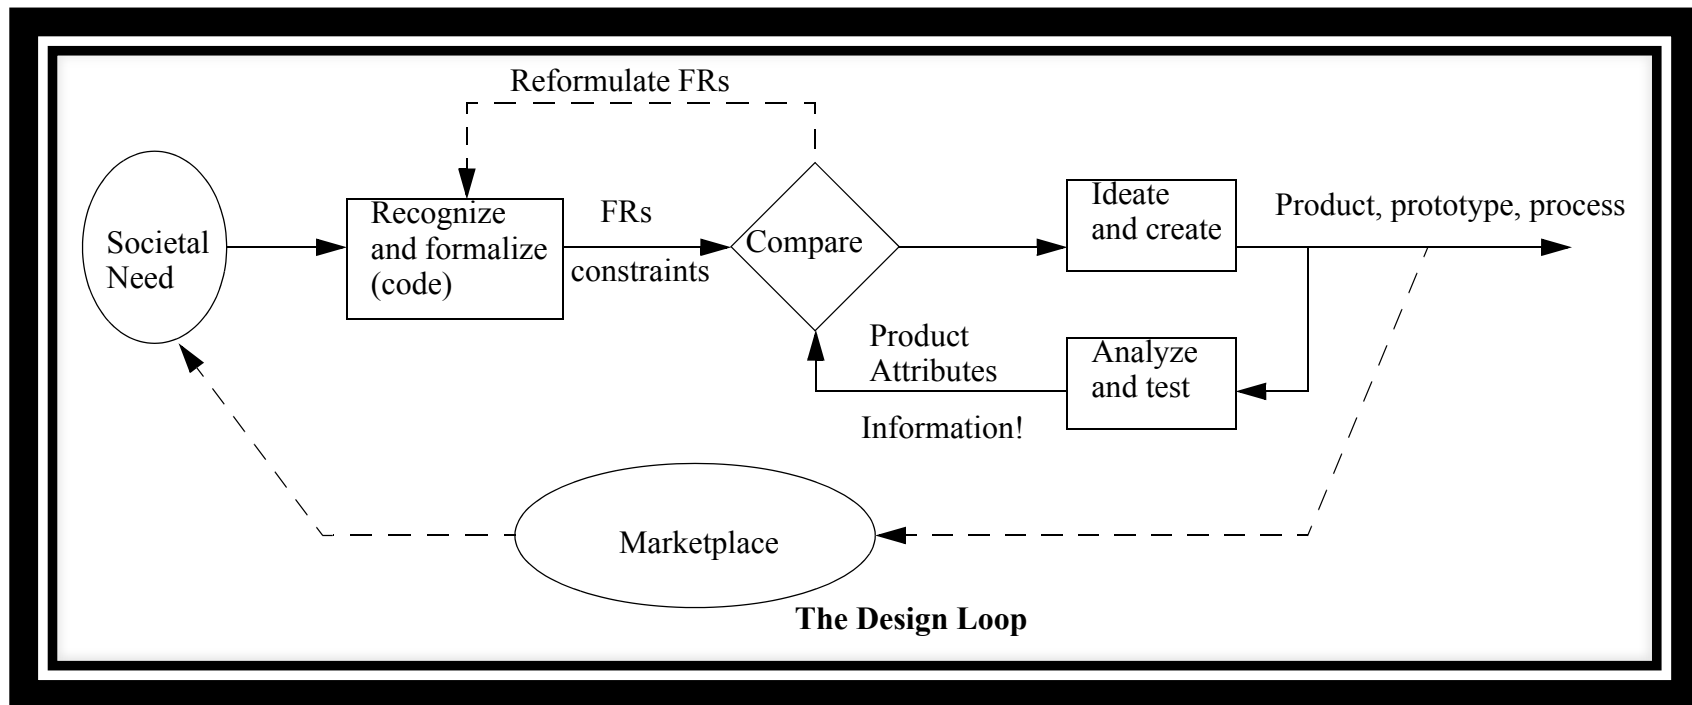 Reformulate FRs
Societal
Need
Recognize
and formalize
(code)
FRs
constraints
Compare
Ideate
and create
Product, prototype, process
Product
Attributes
Information!
Analyze
and test
Marketplace
The Design Loop